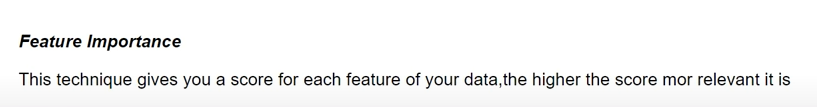 Feature Importance
This technique gives you a score for each feature of your data,the higher the score mor relevant it is